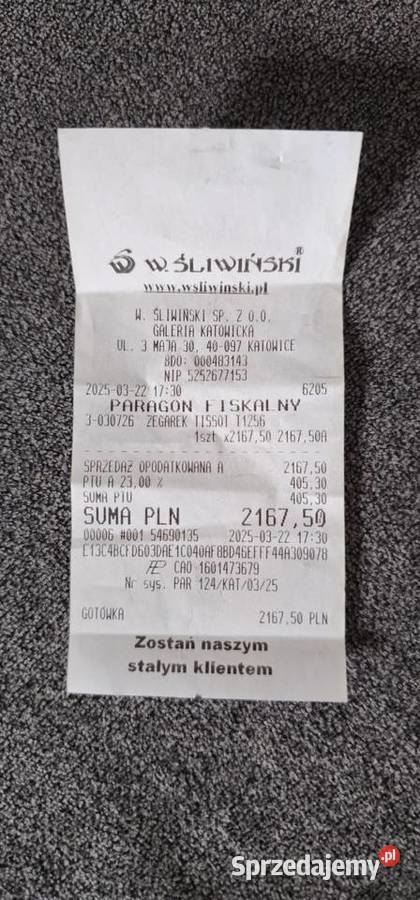 W. ŚLIWIŃSKI®
www.wsliwinski.pl
W. ŚLIWIŃSKI SP. Z O.O.
GALERIA KATOWICKA
UL. 3 MAJA 30, 40-097 KATOWICE
BDO: 000483143
NIP 5252677153
2025-03-22 17:30 6205
PARAGON FISKALNY
3-030726 ZEGAREK TISSOT T1256
1szt x2167,50 2167,50A
SPRZEDAŻ OPODATKOWANA A 2167,50
PTU A 23,00 % 405,30
SUMA PTU 405,30
SUMA PLN 2167,50
00006 #001 54690135 2025-03-22 17:30
E13C4BCFD603DAE1C040AF8BD46EFFF44A309078
CAO 1601473679
Nr sys. PAR 124/KAT/03/25
GOTÓWKA 2167,50 PLN
Zostań naszym
stałym klientem
Sprzedajemy.pl